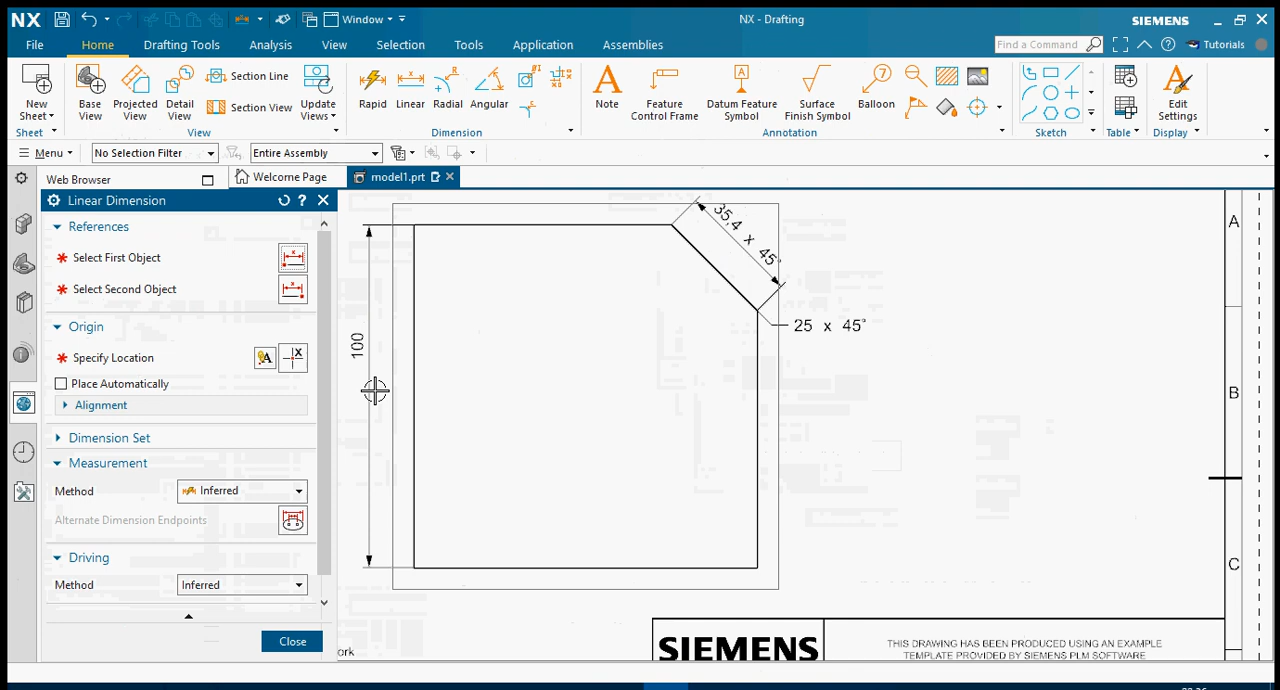 NX
Window
NX - Drafting
SIEMENS
File Home Drafting Tools Analysis View Selection Tools Application Assemblies
Find a Command
Tutorials
New Sheet
Base View
Projected View
Detail View
Section Line
Section View
Update Views
Rapid
Linear
Radial
Angular
Note
Feature Control Frame
Datum Feature Symbol
Surface Finish Symbol
Balloon
Edit Settings
Sheet
View
Dimension
Annotation
Sketch
Table
Display
Menu
No Selection Filter
Entire Assembly
Web Browser
Welcome Page
model1.prt
Linear Dimension
References
* Select First Object
* Select Second Object
Origin
* Specify Location
Place Automatically
Alignment
Dimension Set
Measurement
Method Inferred
Alternate Dimension Endpoints
Driving
Method Inferred
Close
35,4 x 45°
25 x 45°
100
A
B
C
ork
SIEMENS
THIS DRAWING HAS BEEN PRODUCED USING AN EXAMPLE
TEMPLATE PROVIDED BY SIEMENS PLM SOFTWARE